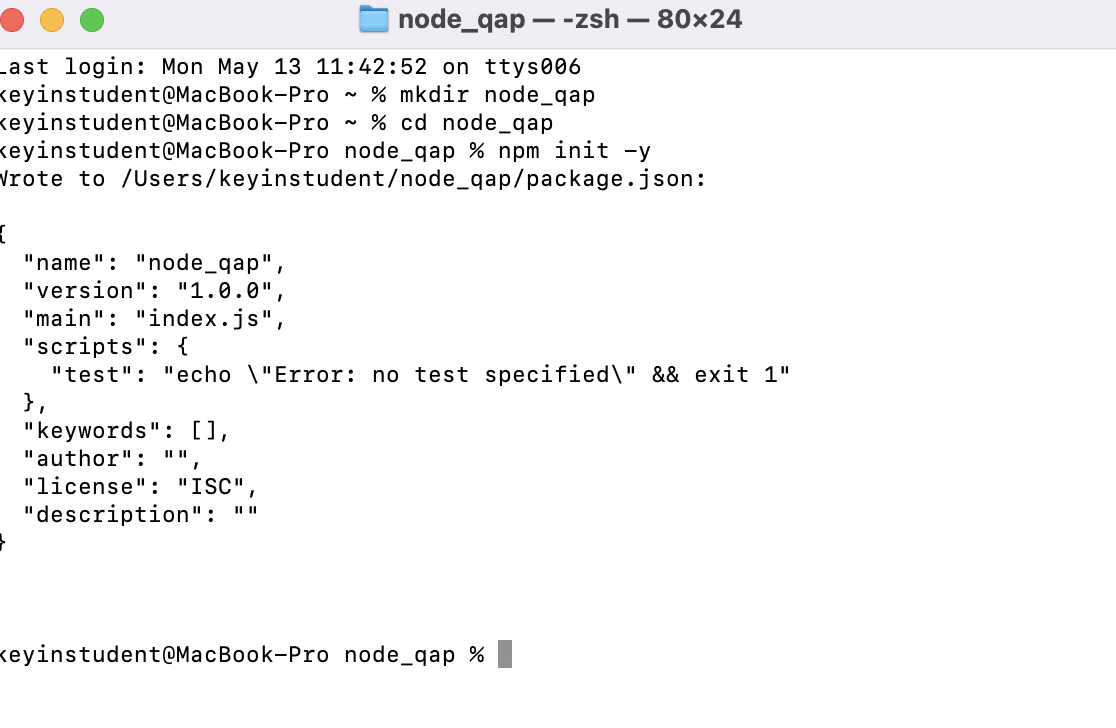 node_qap — -zsh — 80×24
Last login: Mon May 13 11:42:52 on ttys006
keyinstudent@MacBook-Pro ~ % mkdir node_qap
keyinstudent@MacBook-Pro ~ % cd node_qap
keyinstudent@MacBook-Pro node_qap % npm init -y
Wrote to /Users/keyinstudent/node_qap/package.json:
{
  "name": "node_qap",
  "version": "1.0.0",
  "main": "index.js",
  "scripts": {
    "test": "echo \"Error: no test specified\" && exit 1"
  },
  "keywords": [],
  "author": "",
  "license": "ISC",
  "description": ""
}
keyinstudent@MacBook-Pro node_qap %